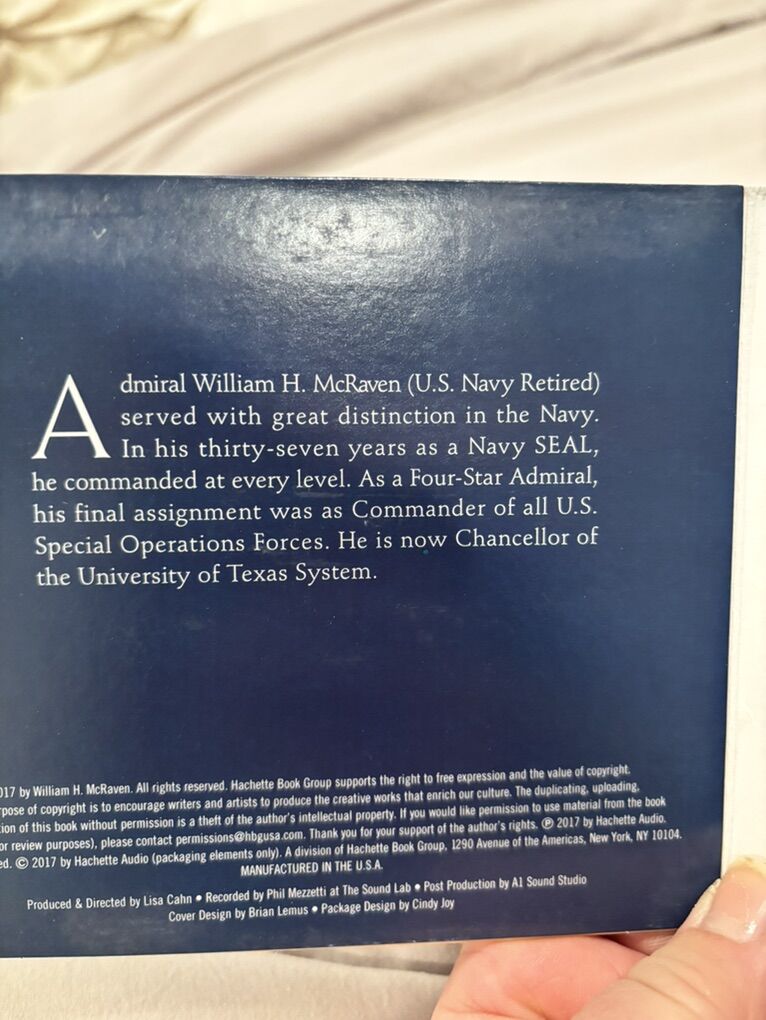 Admiral William H. McRaven (U.S. Navy Retired)
served with great distinction in the Navy.
In his thirty-seven years as a Navy SEAL,
he commanded at every level. As a Four-Star Admiral,
his final assignment was as Commander of all U.S.
Special Operations Forces. He is now Chancellor of
the University of Texas System.
017 by William H. McRaven. All rights reserved. Hachette Book Group supports the right to free expression and the value of copyright.
rpose of copyright is to encourage writers and artists to produce the creative works that enrich our culture. The duplicating, uploading,
ion of this book without permission is a theft of the author's intellectual property. If you would like permission to use material from the book
or review purposes), please contact permissions@hbgusa.com. Thank you for your support of the author's rights. ℗ 2017 by Hachette Audio.
ed. © 2017 by Hachette Audio (packaging elements only). A division of Hachette Book Group, 1290 Avenue of the Americas, New York, NY 10104.
MANUFACTURED IN THE U.S.A.
Produced & Directed by Lisa Cahn • Recorded by Phil Mezzetti at The Sound Lab • Post Production by A1 Sound Studio
Cover Design by Brian Lemus • Package Design by Cindy Joy